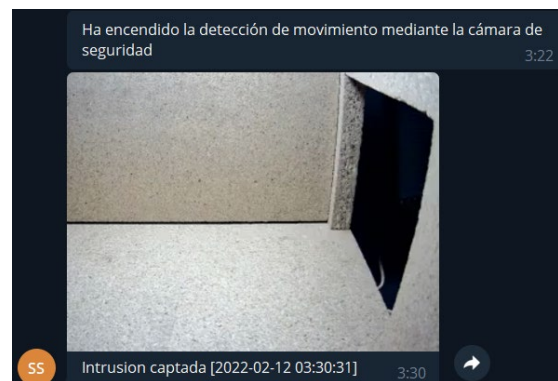 Ha encendido la detección de movimiento mediante la cámara de
seguridad
3:22
SS
Intrusion captada [2022-02-12 03:30:31]
3:30